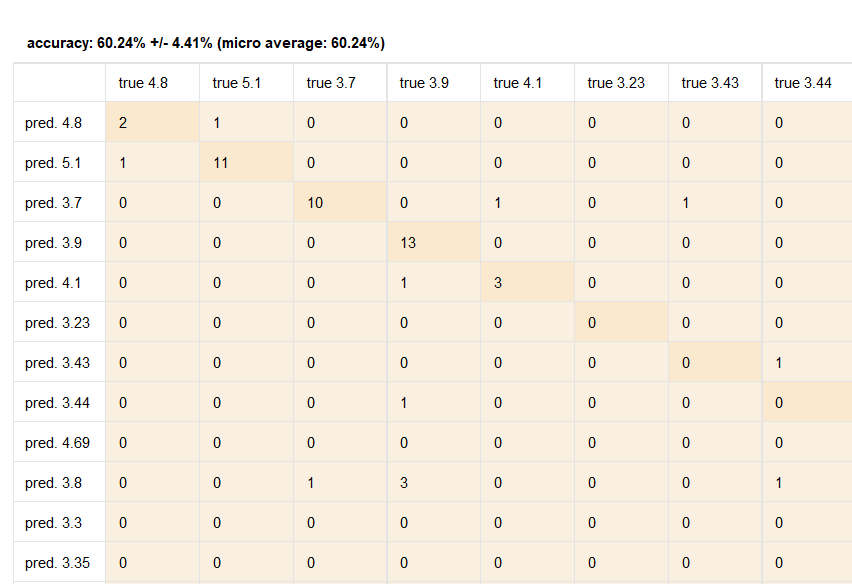 accuracy: 60.24% +/- 4.41% (micro average: 60.24%)
true 4.8 true 5.1 true 3.7 true 3.9 true 4.1 true 3.23 true 3.43 true 3.44
pred. 4.8 2 1 0 0 0 0 0 0
pred. 5.1 1 11 0 0 0 0 0 0
pred. 3.7 0 0 10 0 1 0 1 0
pred. 3.9 0 0 0 13 0 0 0 0
pred. 4.1 0 0 0 1 3 0 0 0
pred. 3.23 0 0 0 0 0 0 0 0
pred. 3.43 0 0 0 0 0 0 0 1
pred. 3.44 0 0 0 1 0 0 0 0
pred. 4.69 0 0 0 0 0 0 0 0
pred. 3.8 0 0 1 3 0 0 0 1
pred. 3.3 0 0 0 0 0 0 0 0
pred. 3.35 0 0 0 0 0 0 0 0